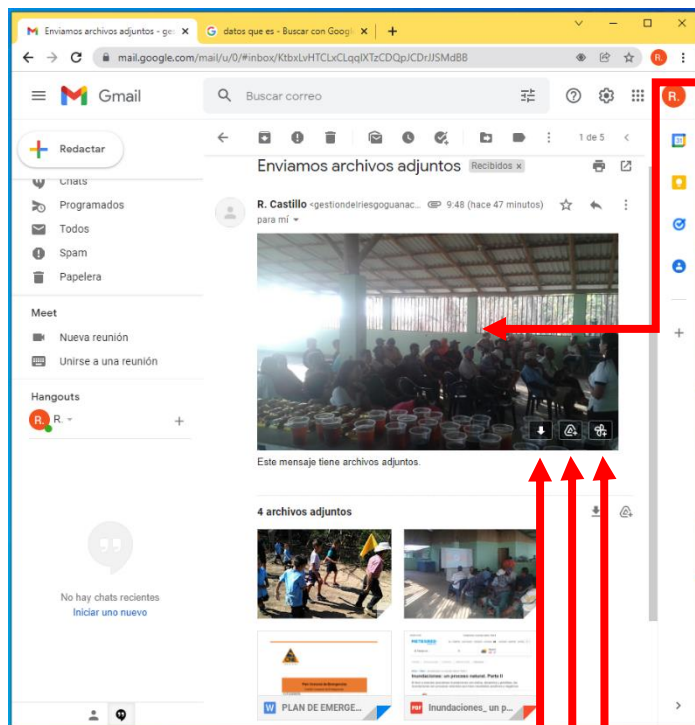 Enviamos archivos adjuntos - ge
datos que es - Buscar con Googl
mail.google.com/mail/u/0/#inbox/KtbxLvHTCLxCLqqlXTzCDQpJCDrJJSMdBB
R.
Gmail
Buscar correo
R.
Redactar
1 de 5
Chats
Programados
Todos
Spam
Papelera
Enviamos archivos adjuntos Recibidos x
R. Castillo <gestiondelriesgoguanac... 9:48 (hace 47 minutos)
para mí
Meet
Nueva reunión
Unirse a una reunión
Hangouts
R. R.
Este mensaje tiene archivos adjuntos.
4 archivos adjuntos
No hay chats recientes
Iniciar uno nuevo
Inundaciones: un proceso natural. Parte II
W PLAN DE EMERGE...
PDF Inundaciones_ un p...